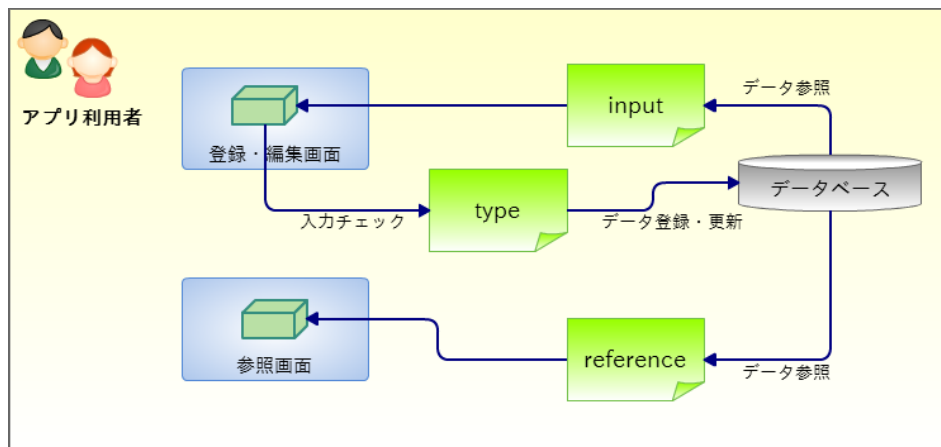 アプリ利用者
データ参照
input
登録・編集画面
データベース
type
入力チェック
データ登録・更新
reference
参照画面
データ参照